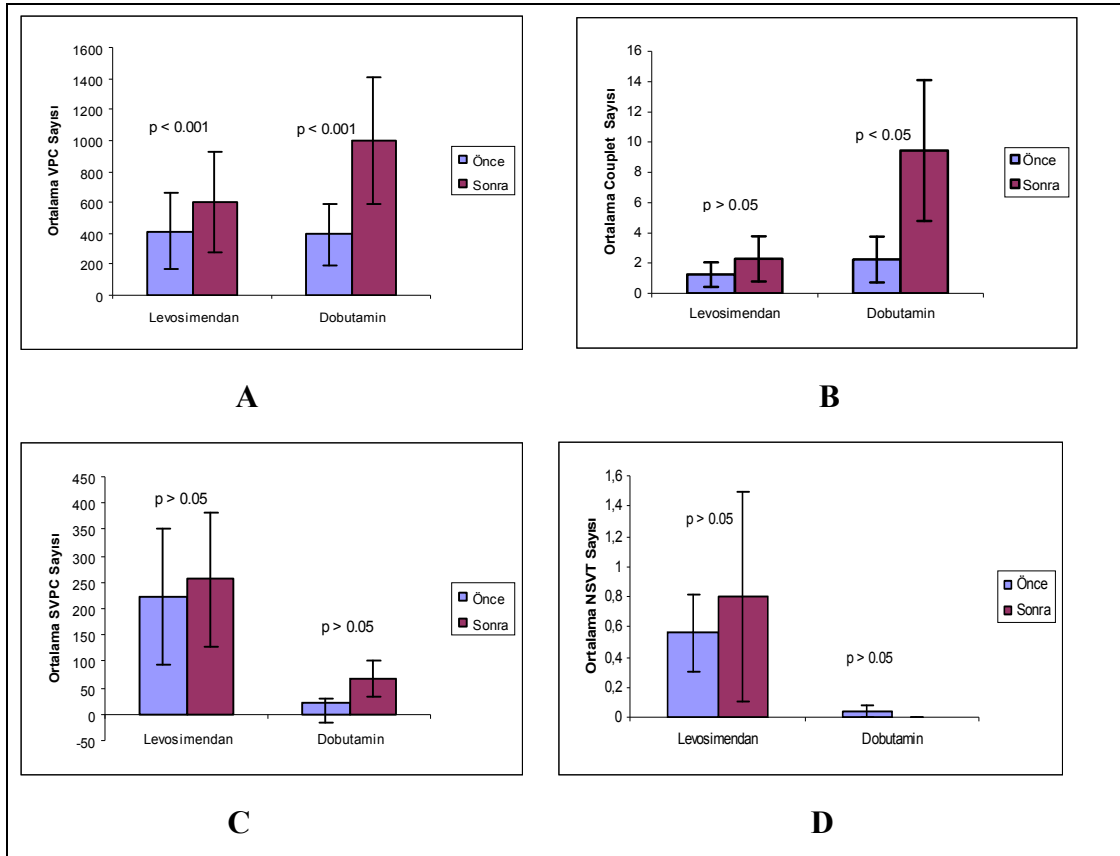 Ortalama VPC Sayısı
1600
1400
1200
1000
800
600
400
200
0
p < 0.001
p < 0.001
Levosimendan
Dobutamin
Önce
Sonra
A
Ortalama Couplet Sayısı
16
14
12
10
8
6
4
2
0
p > 0.05
p < 0.05
Levosimendan
Dobutamin
Önce
Sonra
B
Ortalama SVPC Sayısı
450
400
350
300
250
200
150
100
50
0
-50
p > 0.05
p > 0.05
Levosimendan
Dobutamin
Önce
Sonra
C
Ortalama NSVT Sayısı
1,6
1,4
1,2
1
0,8
0,6
0,4
0,2
0
p > 0.05
p > 0.05
Levosimendan
Dobutamin
Önce
Sonra
D